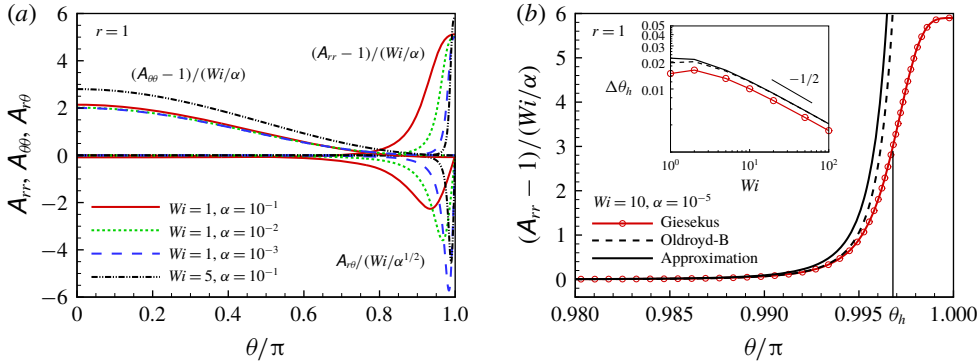 (a)
6
4
2
0
−2
−4
−6
A_rr, A_θθ, A_rθ
r = 1
(A_rr − 1)/(Wi/α)
(A_θθ − 1)/(Wi/α)
Wi = 1, α = 10^−1
Wi = 1, α = 10^−2
Wi = 1, α = 10^−3
Wi = 5, α = 10^−1
A_rθ/(Wi/α^1/2)
0 0.2 0.4 0.6 0.8 1.0
θ/π
(b)
6
5
4
3
2
1
0
(A_rr − 1)/(Wi/α)
r = 1
0.05
0.03
0.02
0.01
Δθ_h
−1/2
10^0 10^1 10^2
Wi
Wi = 10, α = 10^−5
Giesekus
Oldroyd-B
Approximation
0.980 0.985 0.990 0.995 θ_h 1.000
θ/π